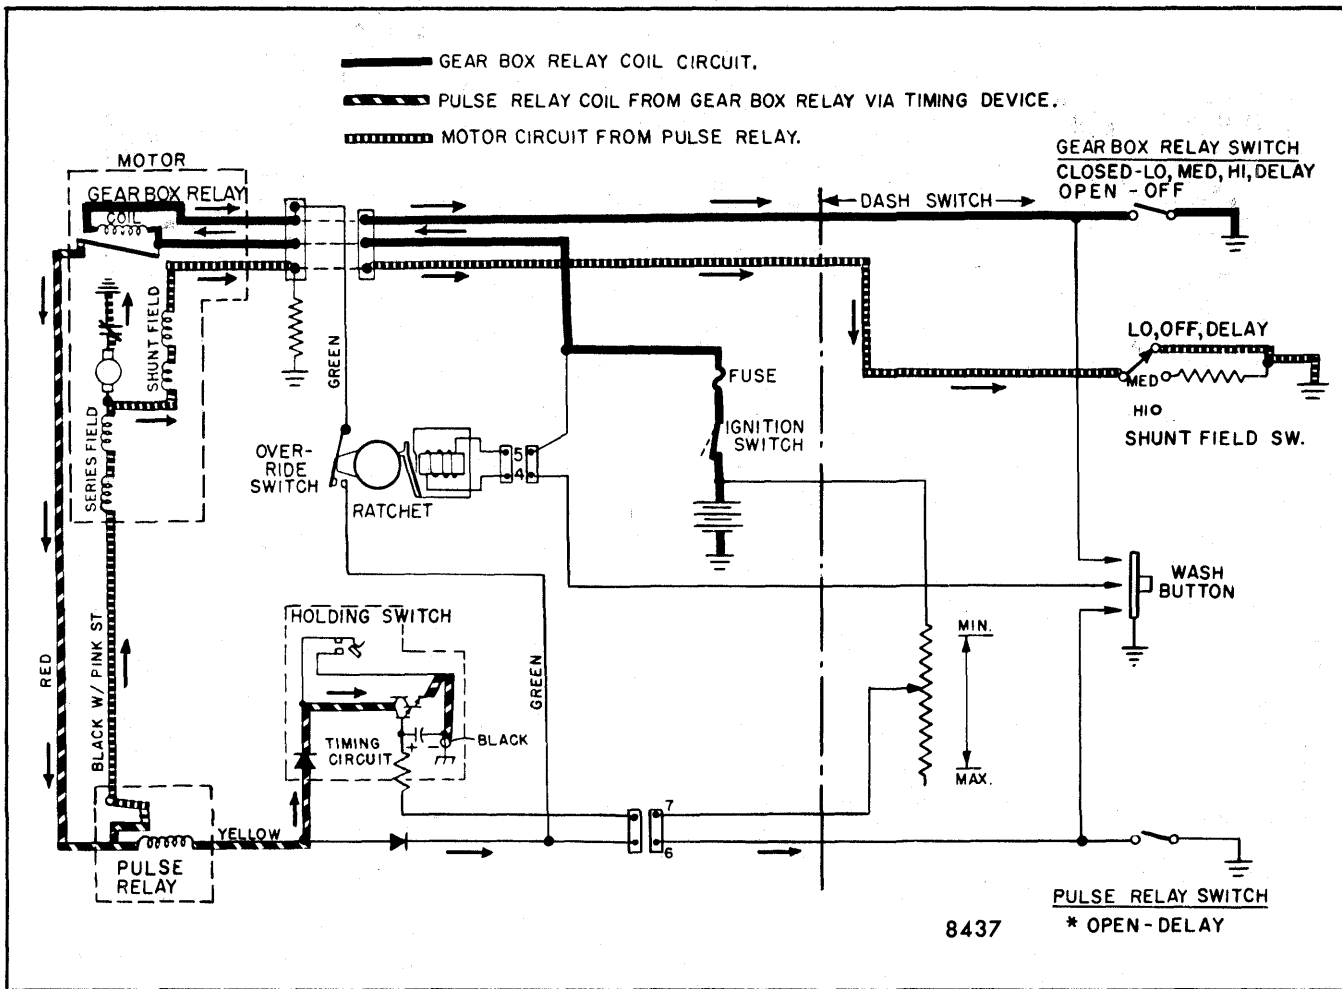 GEAR BOX RELAY COIL CIRCUIT.
PULSE RELAY COIL FROM GEAR BOX RELAY VIA TIMING DEVICE.
MOTOR CIRCUIT FROM PULSE RELAY.
MOTOR
GEAR BOX RELAY
COIL
GEAR BOX RELAY SWITCH
CLOSED-LO, MED, HI, DELAY
OPEN - OFF
DASH SWITCH
SHUNT FIELD
SERIES FIELD
GREEN
FUSE
IGNITION
SWITCH
LO, OFF, DELAY
MED
HI
SHUNT FIELD SW.
OVER-
RIDE
SWITCH
RATCHET
5
4
WASH
BUTTON
HOLDING SWITCH
TIMING
CIRCUIT
+
-
BLACK
GREEN
MIN.
MAX.
RED
BLACK W/ PINK ST
YELLOW
PULSE
RELAY
7
6
PULSE RELAY SWITCH
* OPEN - DELAY
8437